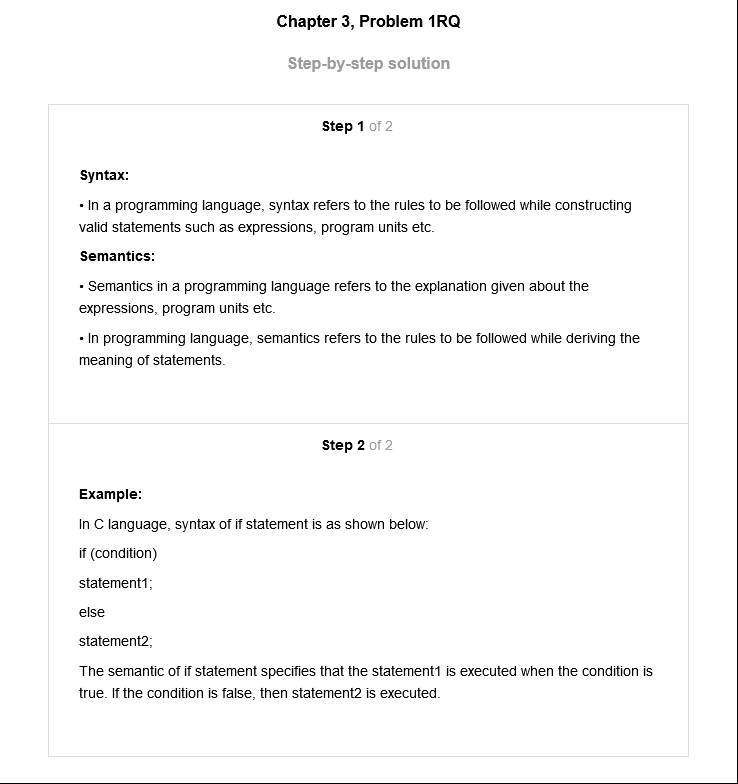 Chapter 3, Problem 1RQ
Step-by-step solution
Step 1 of 2
Syntax:
• In a programming language, syntax refers to the rules to be followed while constructing
valid statements such as expressions, program units etc.
Semantics:
• Semantics in a programming language refers to the explanation given about the
expressions, program units etc.
• In programming language, semantics refers to the rules to be followed while deriving the
meaning of statements.
Step 2 of 2
Example:
In C language, syntax of if statement is as shown below:
if (condition)
statement1;
else
statement2;
The semantic of if statement specifies that the statement1 is executed when the condition is
true. If the condition is false, then statement2 is executed.